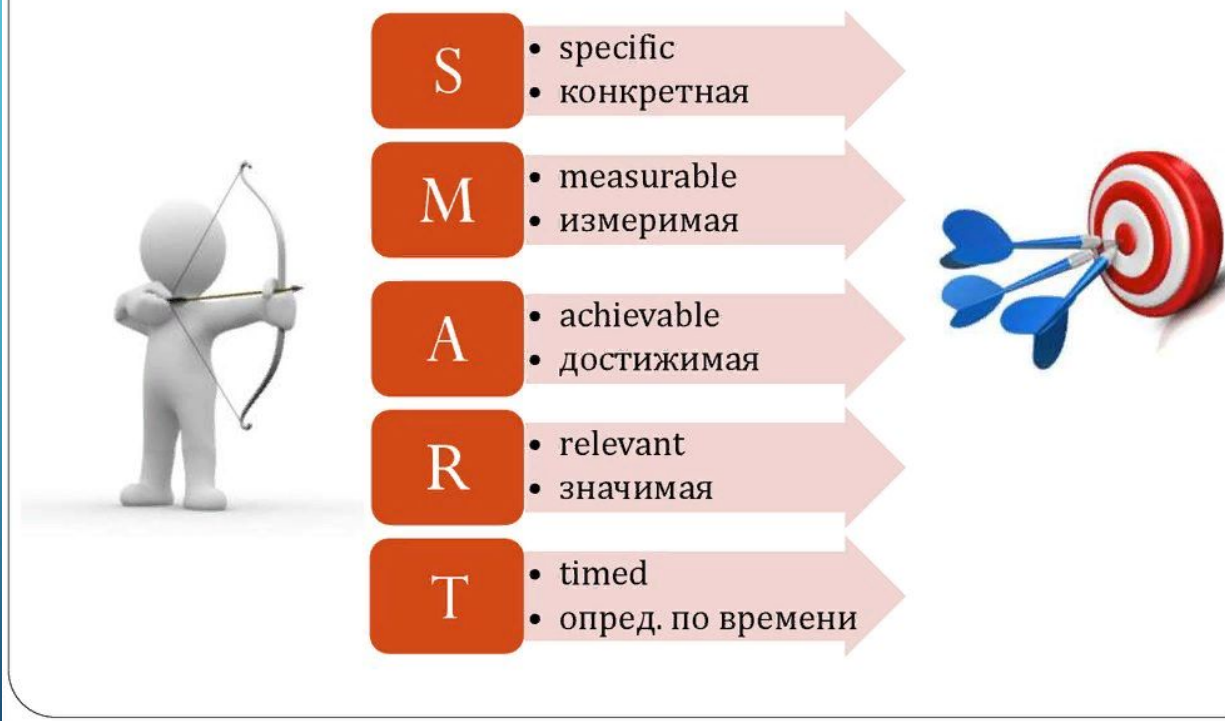 S
• specific
• конкретная
M
• measurable
• измеримая
A
• achievable
• достижимая
R
• relevant
• значимая
T
• timed
• опред. по времени